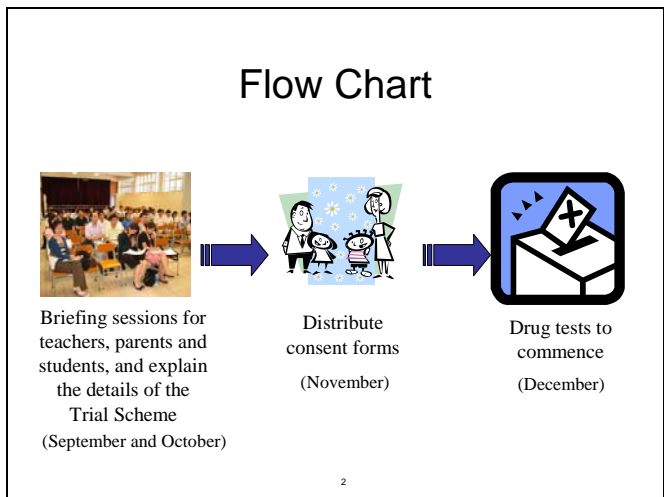 Flow Chart
Briefing sessions for
teachers, parents and
students, and explain
the details of the
Trial Scheme
(September and October)
Distribute
consent forms
(November)
Drug tests to
commence
(December)
2